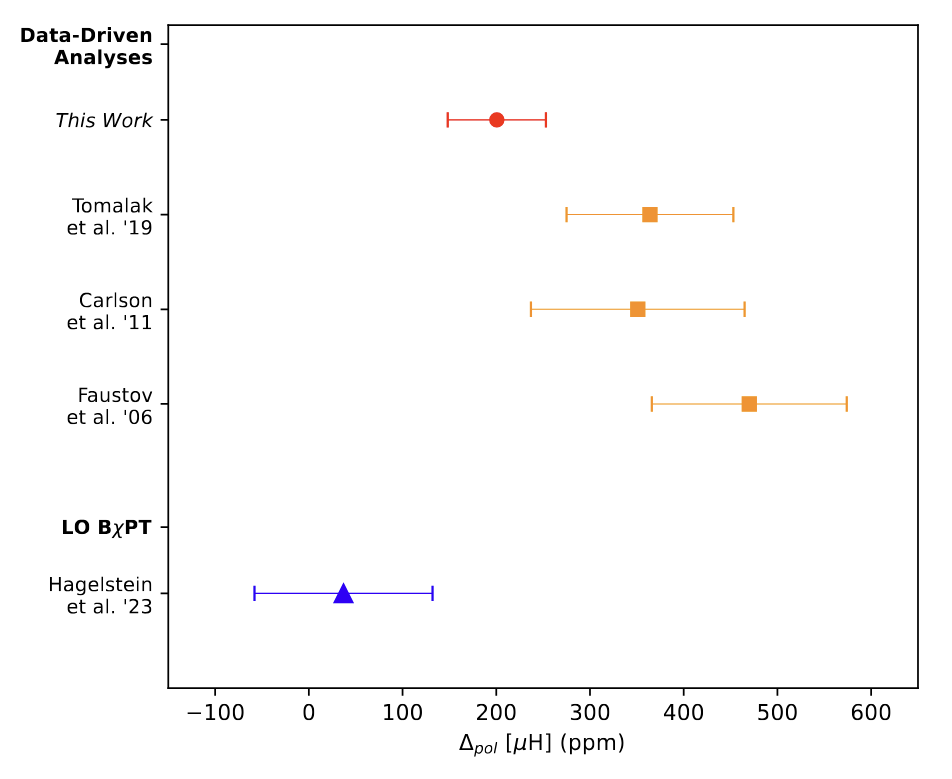 Data-Driven
Analyses
This Work
Tomalak
et al. '19
Carlson
et al. '11
Faustov
et al. '06
LO BχPT
Hagelstein
et al. '23
−100 0 100 200 300 400 500 600
Δpol [μH] (ppm)